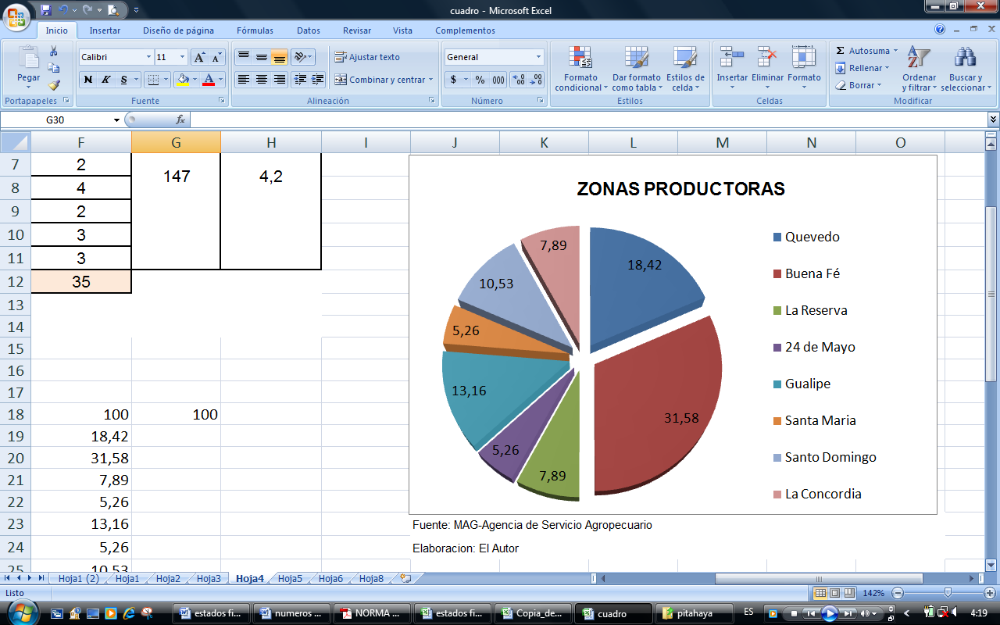 cuadro - Microsoft Excel
Inicio Insertar Diseño de página Fórmulas Datos Revisar Vista Complementos
Pegar
Calibri 11
N K S
Ajustar texto
Combinar y centrar
General
$ % 000
Formato condicional
Dar formato como tabla
Estilos de celda
Insertar Eliminar Formato
Autosuma
Rellenar
Borrar
Ordenar y filtrar
Buscar y seleccionar
Portapapeles Fuente Alineación Número Estilos Celdas Modificar
G30 fx
F G H I J K L M N O
7 2
147 4,2
8 4
9 2
10 3
11 3
12 35
13
14
15
16
17
18 100 100
19 18,42
20 31,58
21 7,89
22 5,26
23 13,16
24 5,26
25 10,53
ZONAS PRODUCTORAS
18,42
31,58
7,89
5,26
13,16
5,26
10,53
7,89
Quevedo
Buena Fé
La Reserva
24 de Mayo
Gualipe
Santa Maria
Santo Domingo
La Concordia
Fuente: MAG-Agencia de Servicio Agropecuario
Elaboracion: El Autor
Hoja1 (2) Hoja1 Hoja2 Hoja3 Hoja4 Hoja5 Hoja6 Hoja8
Listo 142%
estados fi... numeros ... NORMA ... estados fi... Copia_de... cuadro pitahaya ES 4:19